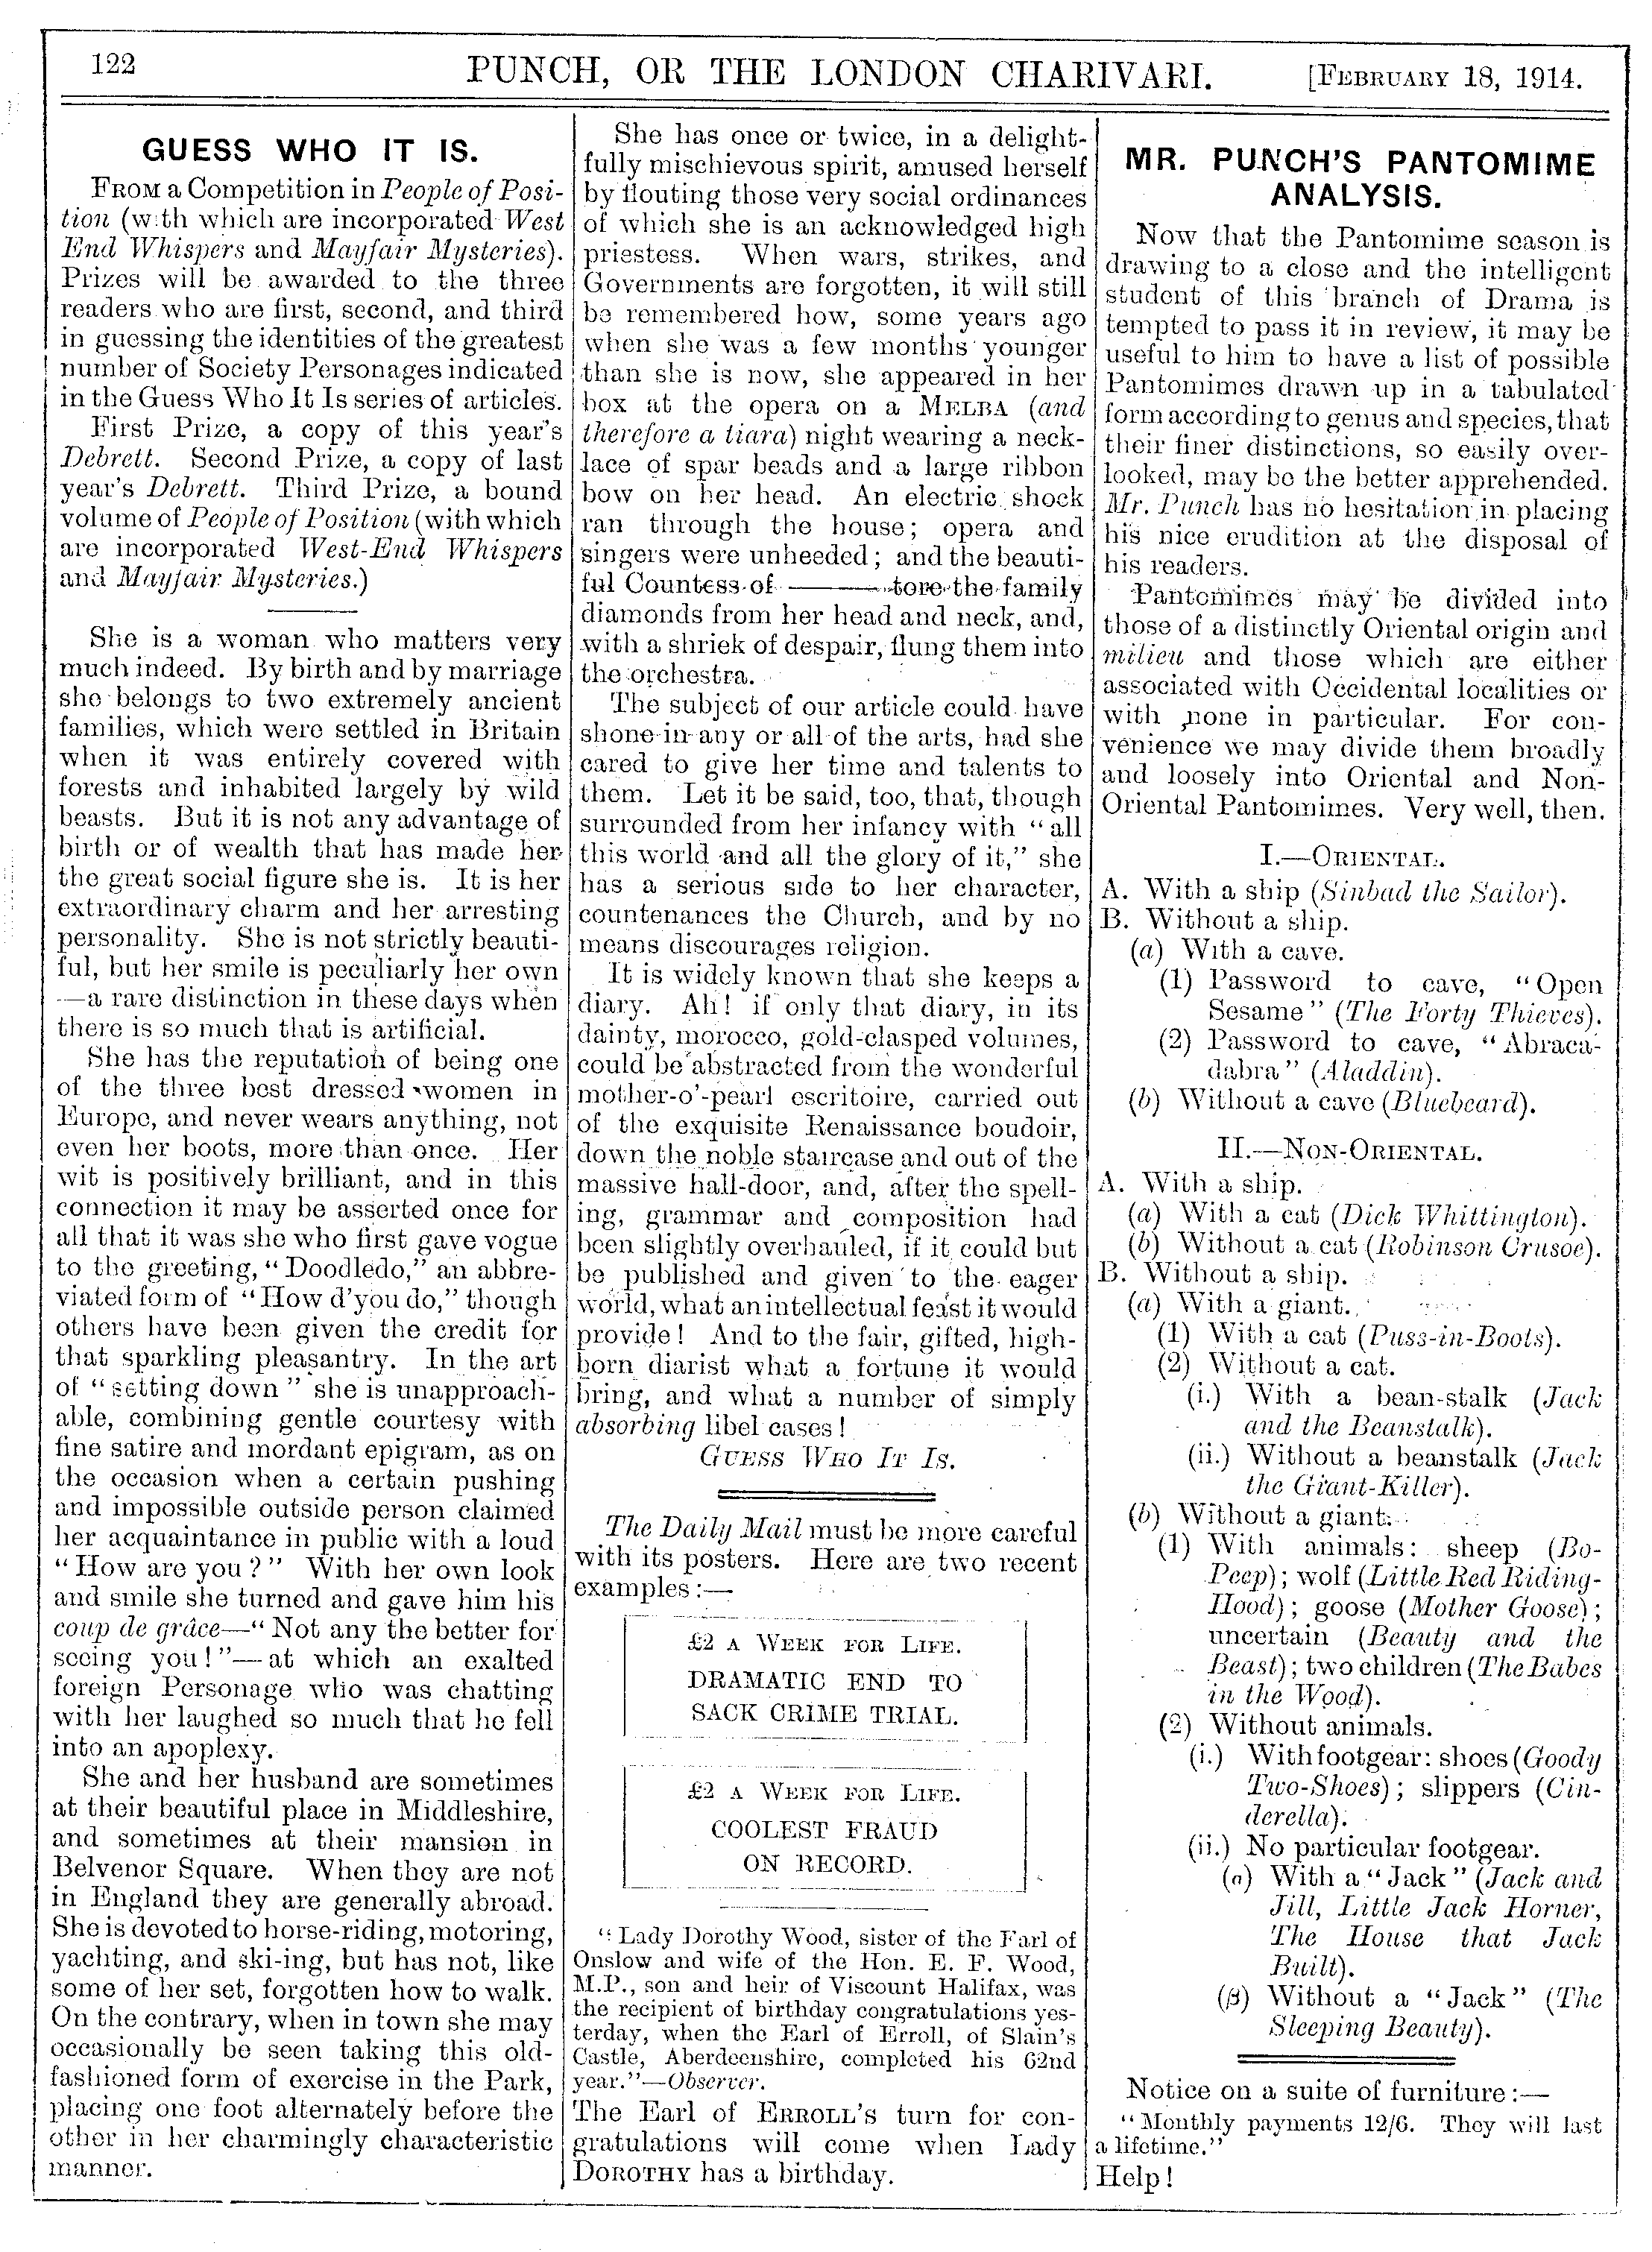 122
PUNCH, OR THE LONDON CHARIVARI.
[FEBRUARY 18, 1914.
GUESS WHO IT IS.
FROM a Competition in People of Posi-
tion (with which are incorporated West
End Whispers and Mayfair Mysteries).
Prizes will be awarded to the three
readers who are first, second, and third
in guessing the identities of the greatest
number of Society Personages indicated
in the Guess Who It Is series of articles.
First Prize, a copy of this year's
Debrett. Second Prize, a copy of last
year's Debrett. Third Prize, a bound
volume of People of Position (with which
are incorporated West-End Whispers
and Mayfair Mysteries.)
She is a woman who matters very
much indeed. By birth and by marriage
she belongs to two extremely ancient
families, which were settled in Britain
when it was entirely covered with
forests and inhabited largely by wild
beasts. But it is not any advantage of
birth or of wealth that has made her
the great social figure she is. It is her
extraordinary charm and her arresting
personality. She is not strictly beauti-
ful, but her smile is peculiarly her own
—a rare distinction in these days when
there is so much that is artificial.
She has the reputation of being one
of the three best dressed women in
Europe, and never wears anything, not
even her boots, more than once. Her
wit is positively brilliant, and in this
connection it may be asserted once for
all that it was she who first gave vogue
to the greeting, "Doodledo," an abbre-
viated form of "How d'you do," though
others have been given the credit for
that sparkling pleasantry. In the art
of "setting down" she is unapproach-
able, combining gentle courtesy with
fine satire and mordant epigram, as on
the occasion when a certain pushing
and impossible outside person claimed
her acquaintance in public with a loud
"How are you?" With her own look
and smile she turned and gave him his
coup de grâce—"Not any the better for
seeing you!"—at which an exalted
foreign Personage who was chatting
with her laughed so much that he fell
into an apoplexy.
She and her husband are sometimes
at their beautiful place in Middleshire,
and sometimes at their mansion in
Belvenor Square. When they are not
in England they are generally abroad.
She is devoted to horse-riding, motoring,
yachting, and ski-ing, but has not, like
some of her set, forgotten how to walk.
On the contrary, when in town she may
occasionally be seen taking this old-
fashioned form of exercise in the Park,
placing one foot alternately before the
other in her charmingly characteristic
manner.
She has once or twice, in a delight-
fully mischievous spirit, amused herself
by flouting those very social ordinances
of which she is an acknowledged high
priestess. When wars, strikes, and
Governments are forgotten, it will still
be remembered how, some years ago
when she was a few months younger
than she is now, she appeared in her
box at the opera on a MELBA (and
therefore a tiara) night wearing a neck-
lace of spar beads and a large ribbon
bow on her head. An electric shock
ran through the house; opera and
singers were unheeded; and the beauti-
ful Countess of ——— tore the family
diamonds from her head and neck, and,
with a shriek of despair, flung them into
the orchestra.
The subject of our article could have
shone in any or all of the arts, had she
cared to give her time and talents to
them. Let it be said, too, that, though
surrounded from her infancy with "all
this world and all the glory of it," she
has a serious side to her character,
countenances the Church, and by no
means discourages religion.
It is widely known that she keeps a
diary. Ah! if only that diary, in its
dainty, morocco, gold-clasped volumes,
could be abstracted from the wonderful
mother-o'-pearl escritoire, carried out
of the exquisite Renaissance boudoir,
down the noble staircase and out of the
massive hall-door, and, after the spell-
ing, grammar and composition had
been slightly overhauled, if it could but
be published and given to the eager
world, what an intellectual feast it would
provide! And to the fair, gifted, high-
born diarist what a fortune it would
bring, and what a number of simply
absorbing libel cases!
GUESS WHO IT IS.
The Daily Mail must be more careful
with its posters. Here are two recent
examples:—
£2 A WEEK FOR LIFE.
DRAMATIC END TO
SACK CRIME TRIAL.
£2 A WEEK FOR LIFE.
COOLEST FRAUD
ON RECORD.
"Lady Dorothy Wood, sister of the Earl of
Onslow and wife of the Hon. E. F. Wood,
M.P., son and heir of Viscount Halifax, was
the recipient of birthday congratulations yes-
terday, when the Earl of Erroll, of Slain's
Castle, Aberdeenshire, completed his 62nd
year."—Observer.
The Earl of ERROLL'S turn for con-
gratulations will come when Lady
DOROTHY has a birthday.
MR. PUNCH'S PANTOMIME
ANALYSIS.
Now that the Pantomime season is
drawing to a close and the intelligent
student of this branch of Drama is
tempted to pass it in review, it may be
useful to him to have a list of possible
Pantomimes drawn up in a tabulated
form according to genus and species, that
their finer distinctions, so easily over-
looked, may be the better apprehended.
Mr. Punch has no hesitation in placing
his nice erudition at the disposal of
his readers.
Pantomimes may be divided into
those of a distinctly Oriental origin and
milieu and those which are either
associated with Occidental localities or
with none in particular. For con-
venience we may divide them broadly
and loosely into Oriental and Non-
Oriental Pantomimes. Very well, then.
I.—ORIENTAL.
A. With a ship (Sinbad the Sailor).
B. Without a ship.
(a) With a cave.
(1) Password to cave, "Open
Sesame" (The Forty Thieves).
(2) Password to cave, "Abraca-
dabra" (Aladdin).
(b) Without a cave (Bluebeard).
II.—NON-ORIENTAL.
A. With a ship.
(a) With a cat (Dick Whittington).
(b) Without a cat (Robinson Crusoe).
B. Without a ship.
(a) With a giant.
(1) With a cat (Puss-in-Boots).
(2) Without a cat.
(i.) With a bean-stalk (Jack
and the Beanstalk).
(ii.) Without a beanstalk (Jack
the Giant-Killer).
(b) Without a giant.
(1) With animals: sheep (Bo-
Peep); wolf (Little Red Riding-
Hood); goose (Mother Goose);
uncertain (Beauty and the
Beast); two children (The Babes
in the Wood).
(2) Without animals.
(i.) With footgear: shoes (Goody
Two-Shoes); slippers (Cin-
derella).
(ii.) No particular footgear.
(α) With a "Jack" (Jack and
Jill, Little Jack Horner,
The House that Jack
Built).
(β) Without a "Jack" (The
Sleeping Beauty).
Notice on a suite of furniture:—
"Monthly payments 12/6. They will last
a lifetime."
Help!